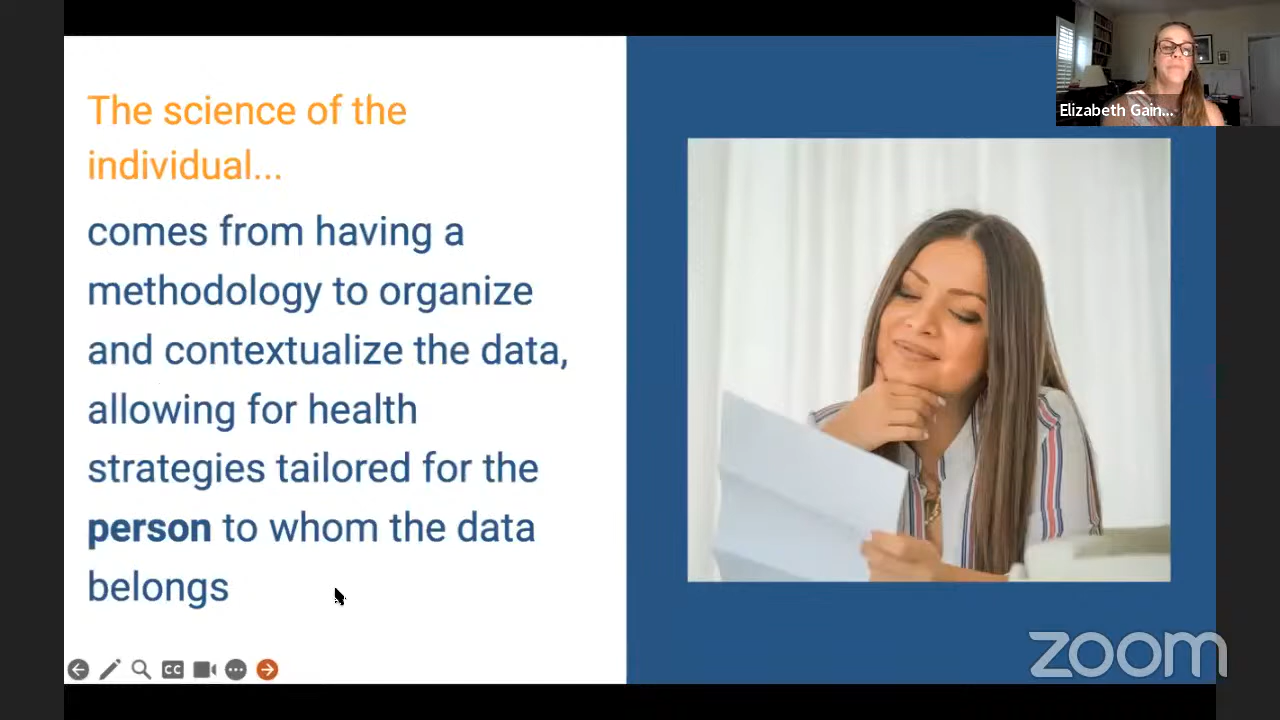 The science of the
individual...
comes from having a
methodology to organize
and contextualize the data,
allowing for health
strategies tailored for the
person to whom the data
belongs
Elizabeth Gain...
CC
zoom